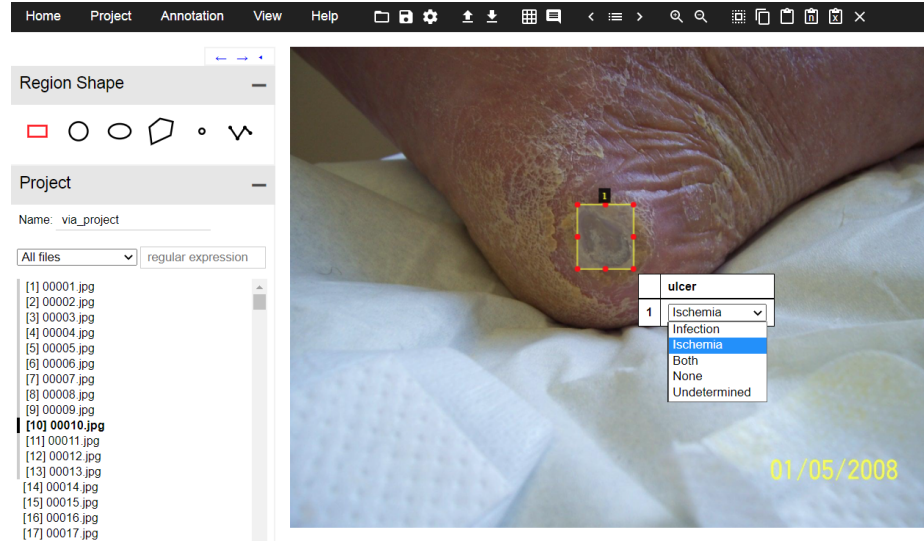 Home Project Annotation View Help
← →
Region Shape
Project
Name: via_project
All files regular expression
[1] 00001.jpg
[2] 00002.jpg
[3] 00003.jpg
[4] 00004.jpg
[5] 00005.jpg
[6] 00006.jpg
[7] 00007.jpg
[8] 00008.jpg
[9] 00009.jpg
[10] 00010.jpg
[11] 00011.jpg
[12] 00012.jpg
[13] 00013.jpg
[14] 00014.jpg
[15] 00015.jpg
[16] 00016.jpg
[17] 00017.jpg
1
ulcer
1 Ischemia
Infection
Ischemia
Both
None
Undetermined
01/05/2008